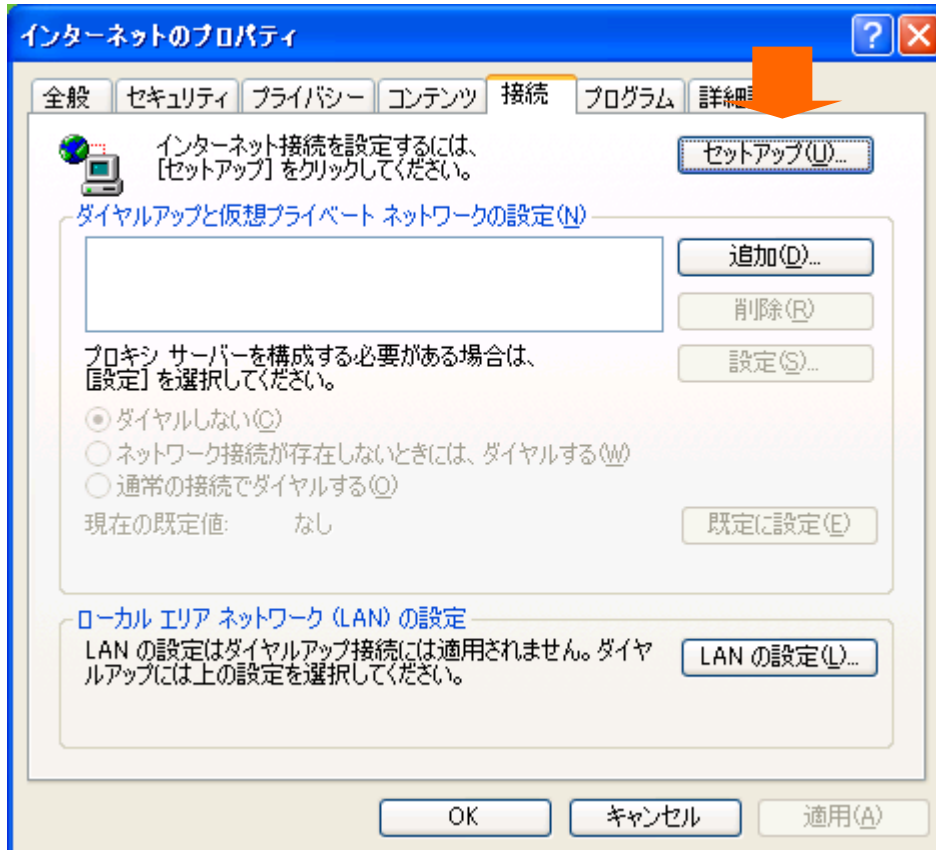 インターネットのプロパティ
全般 セキュリティ プライバシー コンテンツ 接続 プログラム 詳細
インターネット接続を設定するには、
[セットアップ] をクリックしてください。
セットアップ(U)...
ダイヤルアップと仮想プライベート ネットワークの設定(N)
追加(D)...
削除(R)
プロキシ サーバーを構成する必要がある場合は、
[設定] を選択してください。
設定(S)...
ダイヤルしない(C)
ネットワーク接続が存在しないときには、ダイヤルする(W)
通常の接続でダイヤルする(O)
現在の既定値: なし
既定に設定(E)
ローカル エリア ネットワーク (LAN) の設定
LAN の設定はダイヤルアップ接続には適用されません。ダイヤ
ルアップには上の設定を選択してください。
LAN の設定(L)...
OK キャンセル 適用(A)